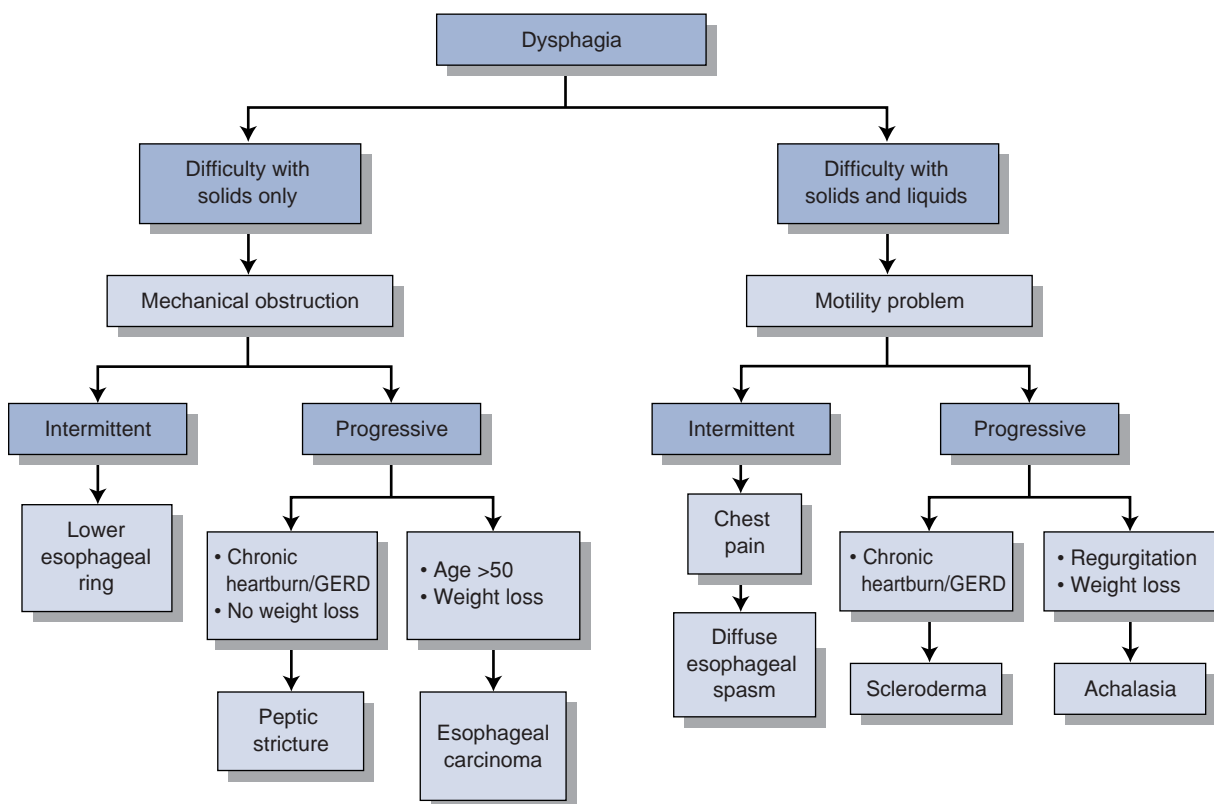 Dysphagia
Difficulty with
solids only
Difficulty with
solids and liquids
Mechanical obstruction
Motility problem
Intermittent
Progressive
Intermittent
Progressive
Lower
esophageal
ring
• Chronic
heartburn/GERD
• No weight loss
• Age >50
• Weight loss
Chest
pain
• Chronic
heartburn/GERD
• Regurgitation
• Weight loss
Peptic
stricture
Esophageal
carcinoma
Diffuse
esophageal
spasm
Scleroderma
Achalasia